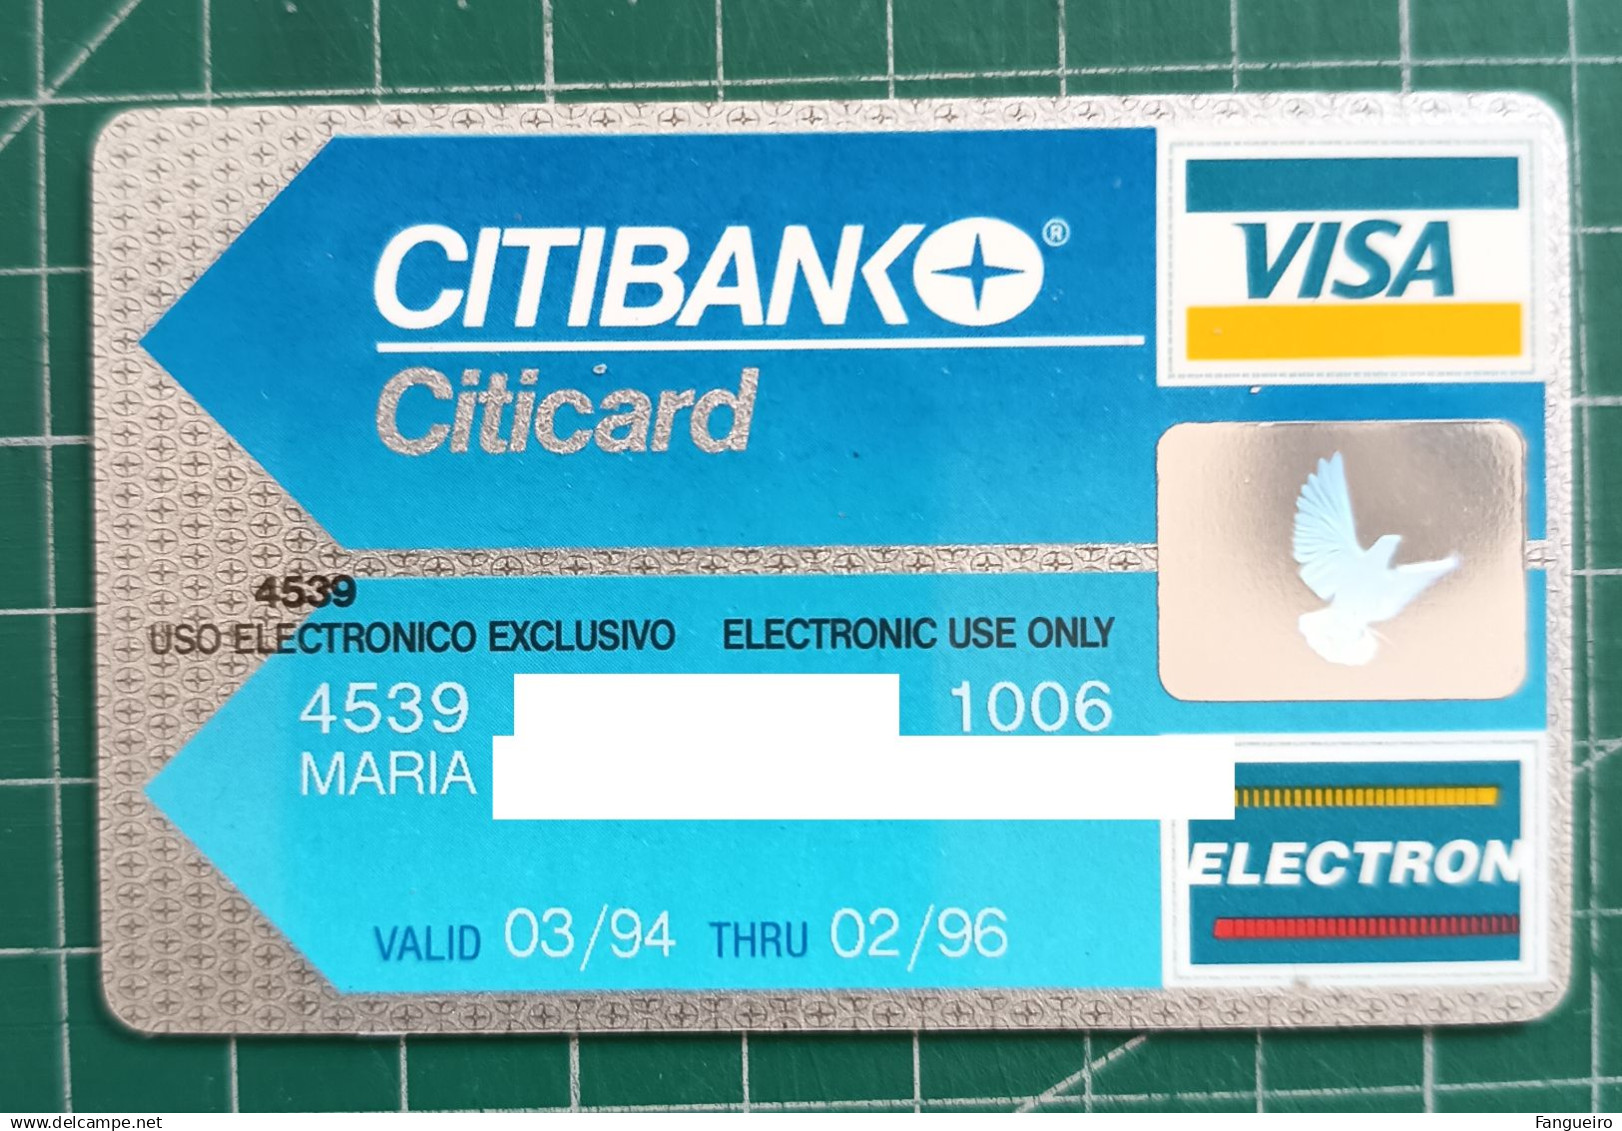 CITIBANK ®
Citicard
VISA
4539
USO ELECTRONICO EXCLUSIVO ELECTRONIC USE ONLY
4539 1006
MARIA
ELECTRON
VALID 03/94 THRU 02/96
www.delcampe.net
Fangueiro